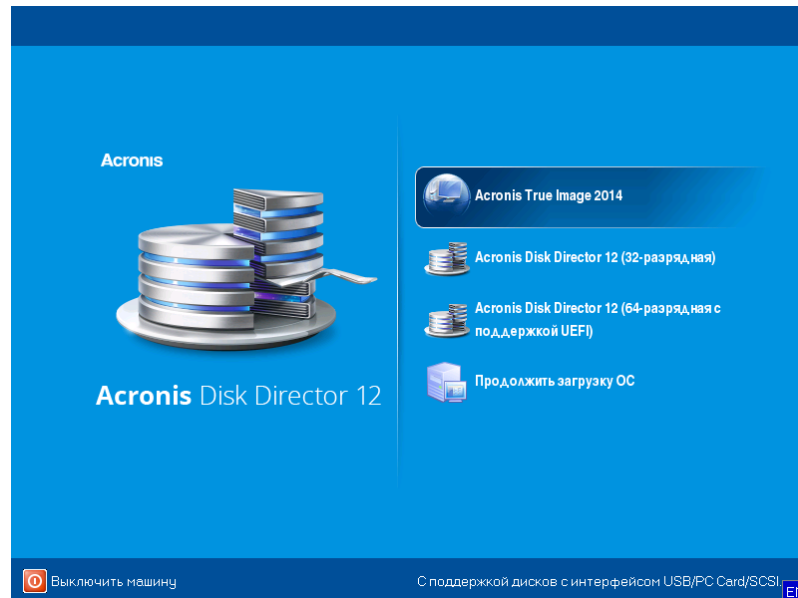 Acronis
Acronis Disk Director 12
Acronis True Image 2014
Acronis Disk Director 12 (32-разрядная)
Acronis Disk Director 12 (64-разрядная с
поддержкой UEFI)
Продолжить загрузку ОС
Выключить машину
С поддержкой дисков с интерфейсом USB/PC Card/SCSI.